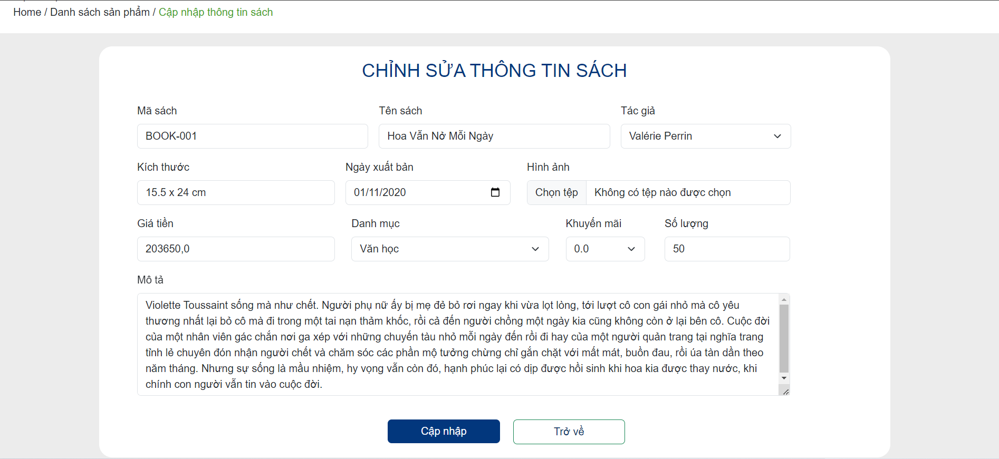 Home / Danh sách sản phẩm / Cập nhập thông tin sách
CHỈNH SỬA THÔNG TIN SÁCH
Mã sách
Tên sách
Tác giả
BOOK-001
Hoa Vẫn Nở Mỗi Ngày
Valérie Perrin
Kích thước
Ngày xuất bản
Hình ảnh
15.5 x 24 cm
01/11/2020
Chọn tệp
Không có tệp nào được chọn
Giá tiền
Danh mục
Khuyến mãi
Số lượng
203650,0
Văn học
0.0
50
Mô tả
Violette Toussaint sống mà như chết. Người phụ nữ ấy bị mẹ đẻ bỏ rơi ngay khi vừa lọt lòng, tới lượt cô con gái nhỏ mà cô yêu
thương nhất lại bỏ cô mà đi trong một tai nạn thảm khốc, rồi cả đến người chồng một ngày kia cũng không còn ở lại bên cô. Cuộc đời
của một nhân viên gác chắn nơi ga xép với những chuyến tàu nhỏ mỗi ngày đến rồi đi hay của một người quản trang tại nghĩa trang
tỉnh lẻ chuyên đón nhận người chết và chăm sóc các phần mộ tưởng chừng chỉ gắn chặt với mất mát, buồn đau, rồi úa tàn dần theo
năm tháng. Nhưng sự sống là mầu nhiệm, hy vọng vẫn còn đó, hạnh phúc lại có dịp được hồi sinh khi hoa kia được thay nước, khi
chính con người vẫn tin vào cuộc đời.
Cập nhập
Trở về